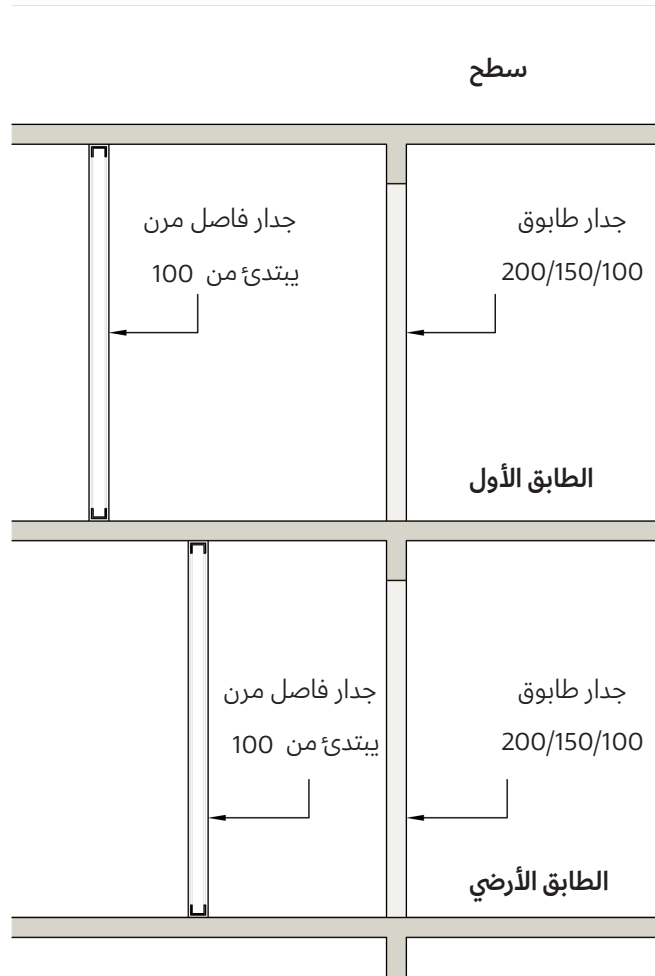 سطح
جدار طابوق
200/150/100
جدار فاصل مرن
يبتدئ من 100
الطابق الأول
جدار طابوق
200/150/100
جدار فاصل مرن
يبتدئ من 100
الطابق الأرضي